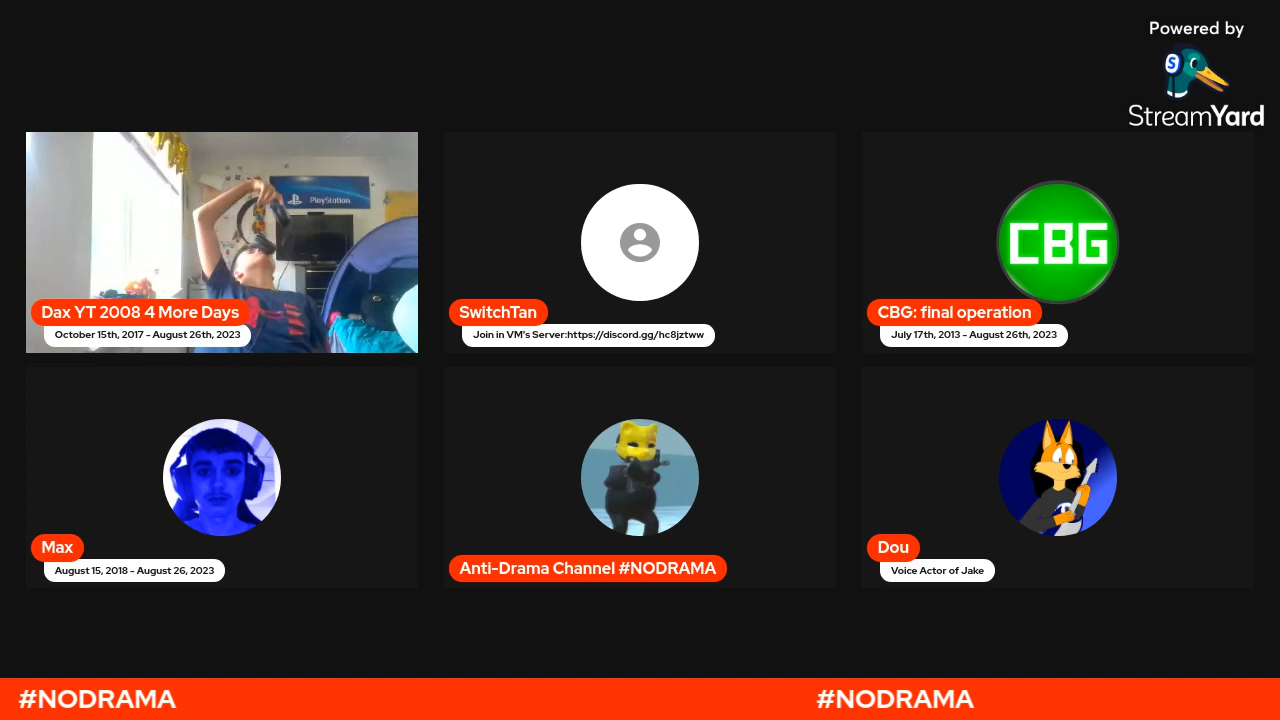 Powered by
StreamYard
PlayStation
Dax YT 2008 4 More Days
October 15th, 2017 - August 26th, 2023
SwitchTan
Join in VM's Server:https://discord.gg/hc8jztww
CBG
CBG: final operation
July 17th, 2013 - August 26th, 2023
Max
August 15, 2018 - August 26, 2023
Anti-Drama Channel #NODRAMA
Dou
Voice Actor of Jake
#NODRAMA
#NODRAMA